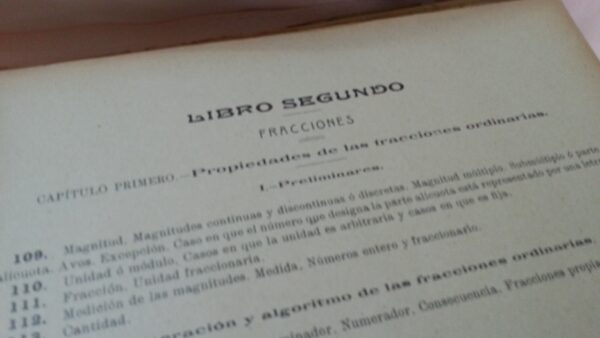 LIBRO SEGUNDO
FRACCIONES
CAPÍTULO PRIMERO.—Propiedades de las fracciones ordinarias.
I.—Preliminares.
109. Magnitud. Magnitudes continuas y discontinuas ó discretas. Magnitud múltiplo. Submúltiplo ó parte
alícuota. Avos. Excepción. Caso en que el número que designa la parte alícuota está representado por una letra
110. Unidad ó módulo. Casos en que la unidad es arbitraria y casos en que es fija.
111. Fracción. Unidad fraccionaria.
112. Medición de las magnitudes. Medida. Números entero y fraccionario.
113. Cantidad.
ración y algoritmo de las fracciones ordinarias.
minador. Numerador. Consecuencia. Fracciones propia